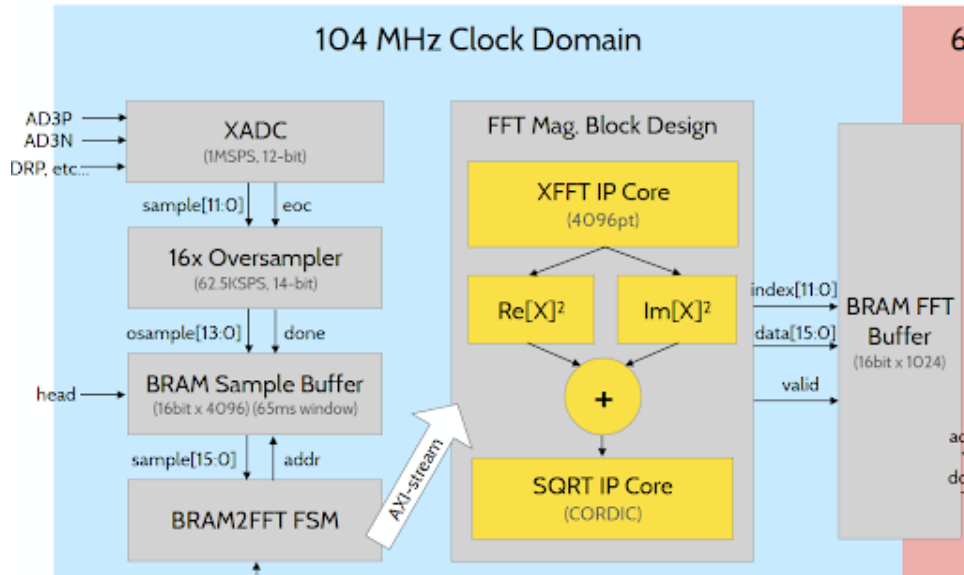 104 MHz Clock Domain
6
AD3P
AD3N
DRP, etc...
XADC
(1MSPS, 12-bit)
sample[11:0]
eoc
16x Oversampler
(62.5KSPS, 14-bit)
osample[13:0]
done
head
BRAM Sample Buffer
(16bit x 4096) (65ms window)
sample[15:0]
addr
BRAM2FFT FSM
AXI-stream
FFT Mag. Block Design
XFFT IP Core
(4096pt)
Re[X]²
Im[X]²
+
SQRT IP Core
(CORDIC)
index[11:0]
data[15:0]
valid
BRAM FFT
Buffer
(16bit x 1024)